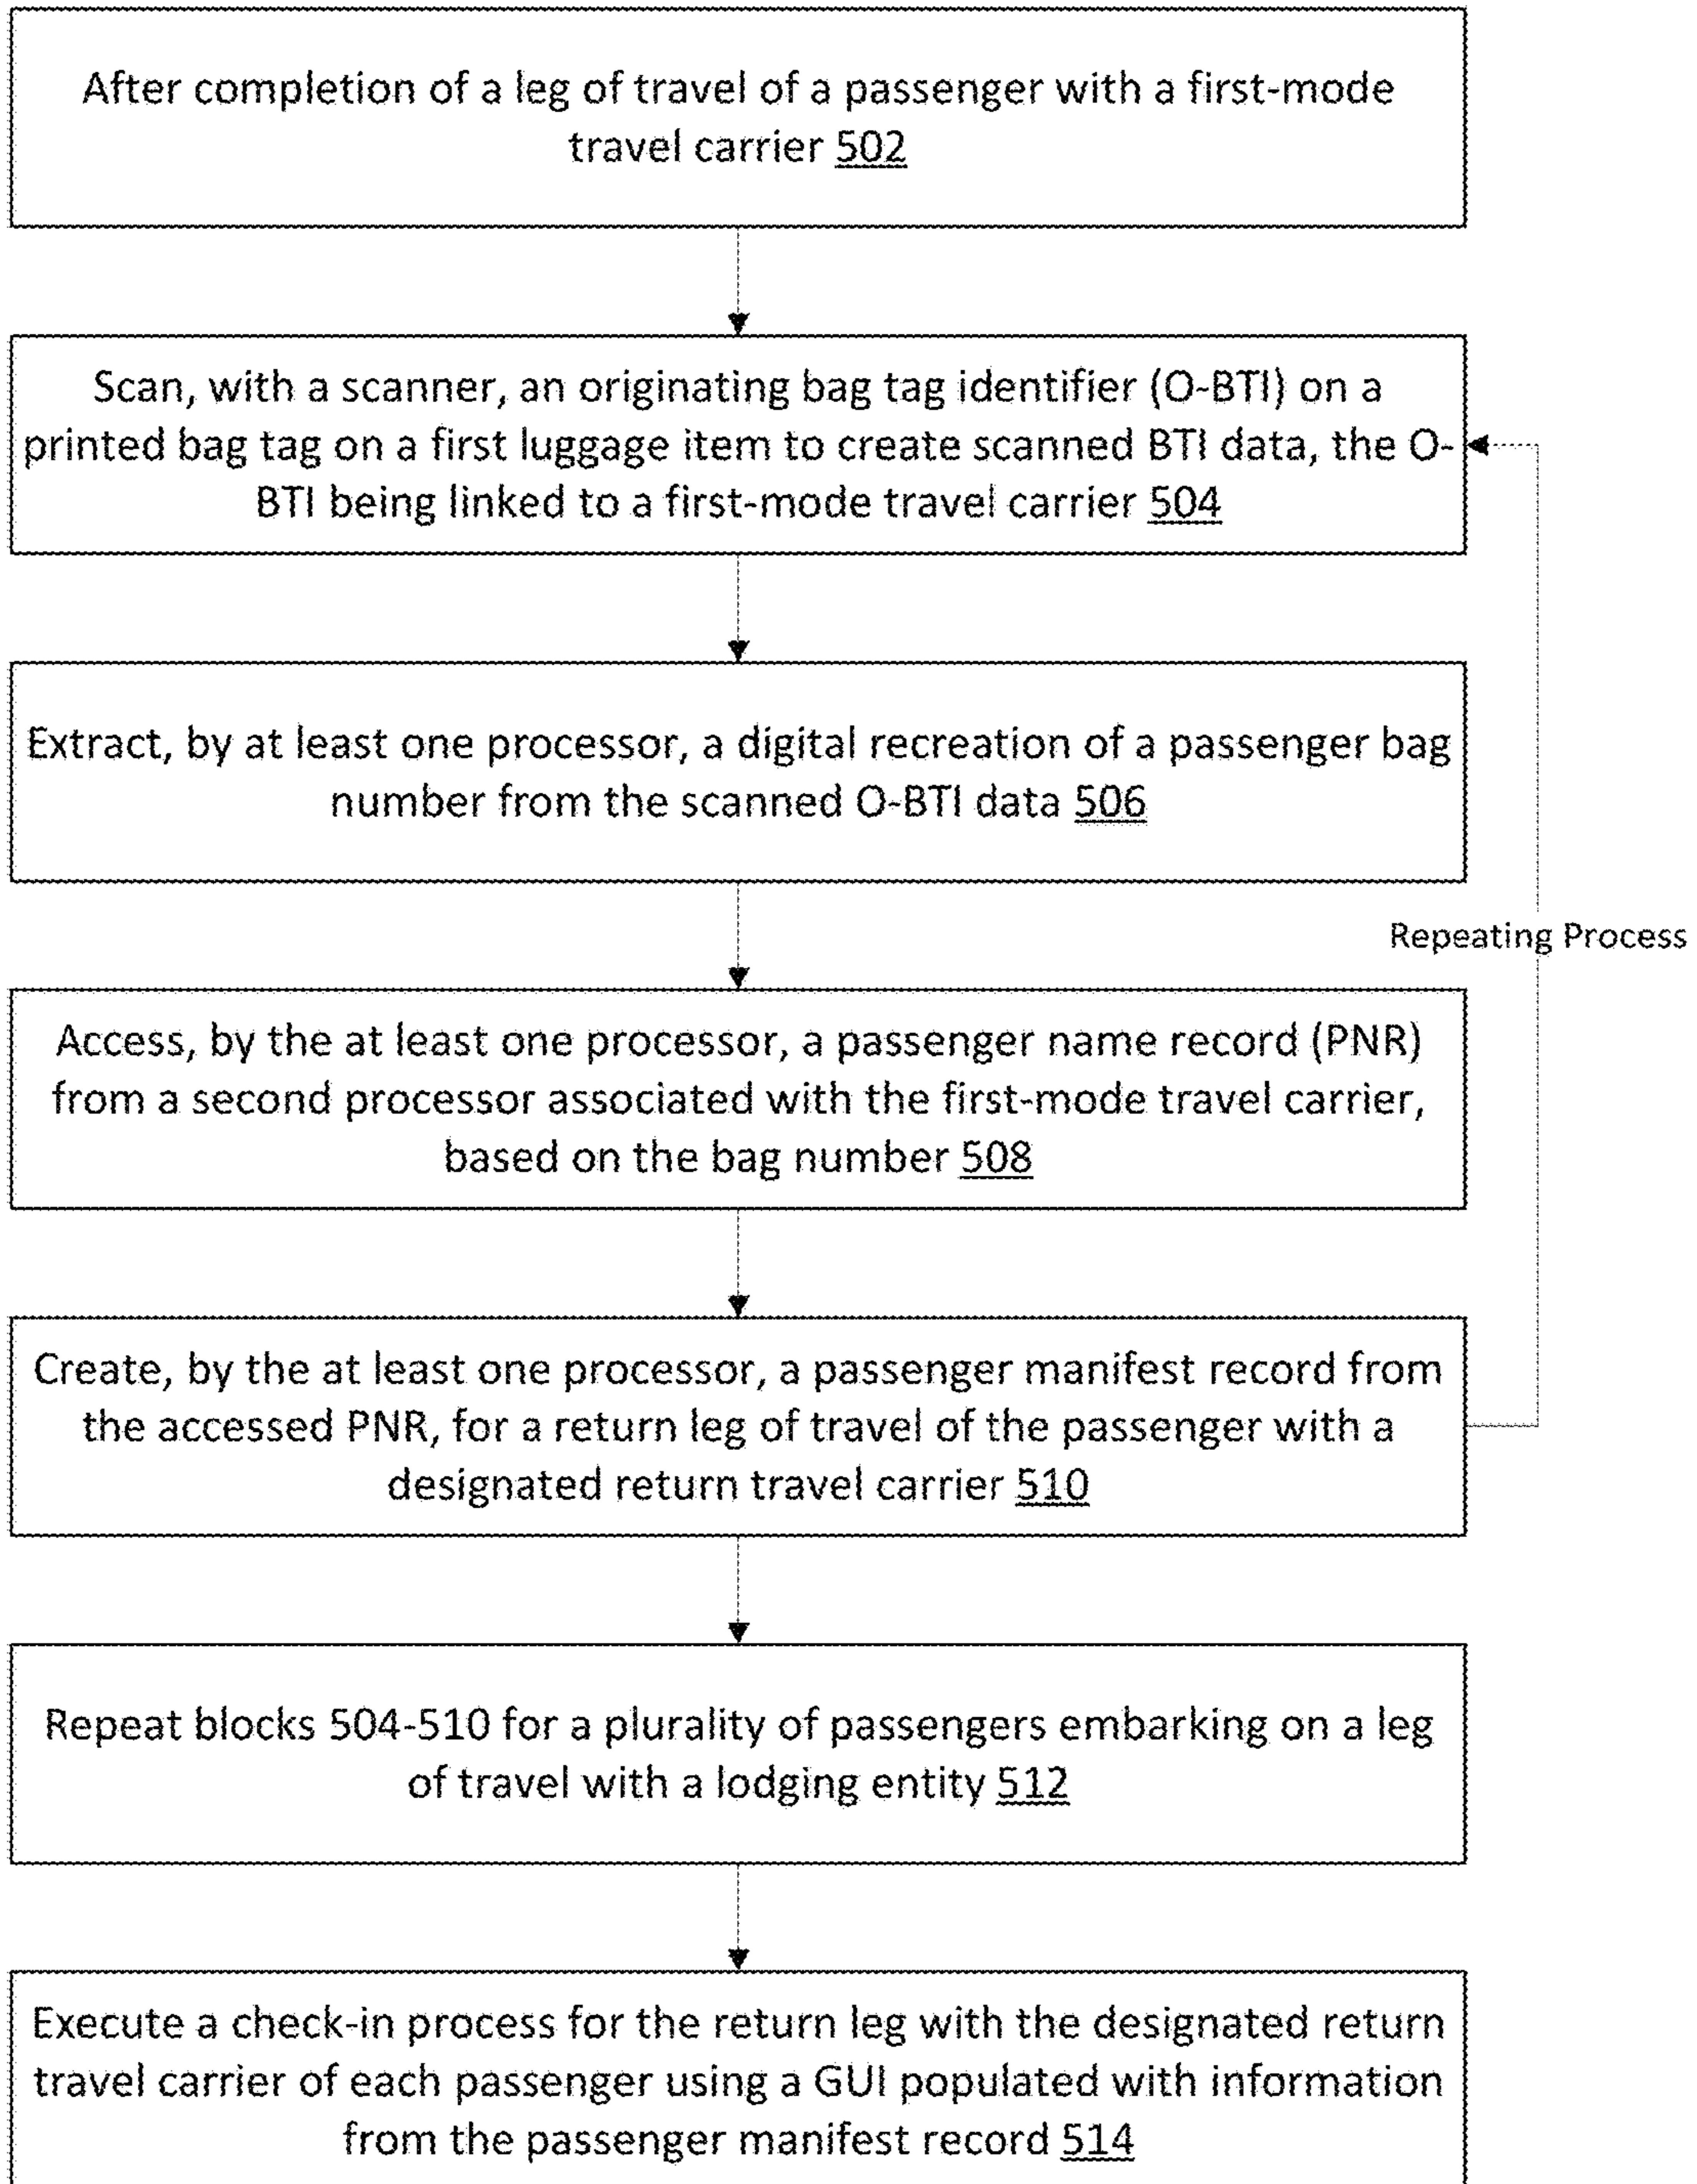 After completion of a leg of travel of a passenger with a first-mode
travel carrier 502
Scan, with a scanner, an originating bag tag identifier (O-BTI) on a
printed bag tag on a first luggage item to create scanned BTI data, the O-
BTI being linked to a first-mode travel carrier 504
Extract, by at least one processor, a digital recreation of a passenger bag
number from the scanned O-BTI data 506
Repeating Process
Access, by the at least one processor, a passenger name record (PNR)
from a second processor associated with the first-mode travel carrier,
based on the bag number 508
Create, by the at least one processor, a passenger manifest record from
the accessed PNR, for a return leg of travel of the passenger with a
designated return travel carrier 510
Repeat blocks 504-510 for a plurality of passengers embarking on a leg
of travel with a lodging entity 512
Execute a check-in process for the return leg with the designated return
travel carrier of each passenger using a GUI populated with information
from the passenger manifest record 514